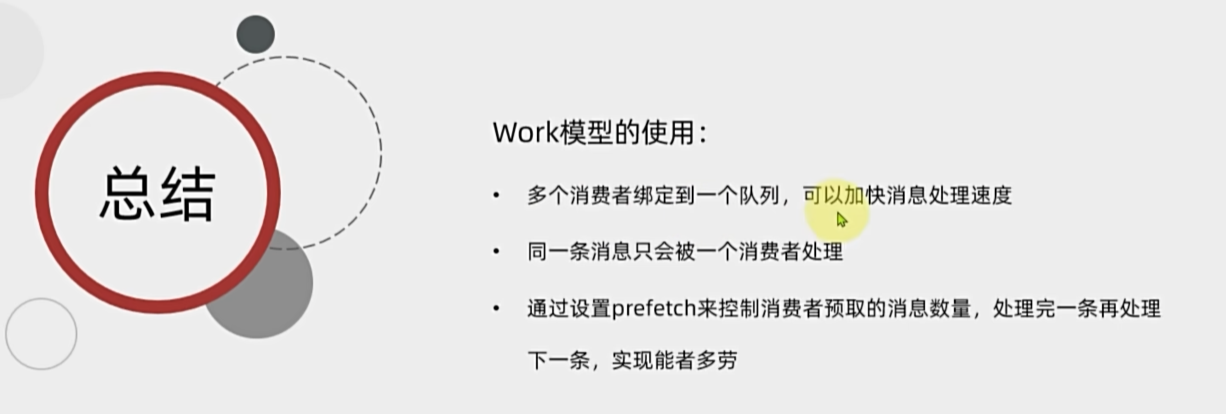 总结
Work模型的使用：
• 多个消费者绑定到一个队列，可以加快消息处理速度
• 同一条消息只会被一个消费者处理
• 通过设置prefetch来控制消费者预取的消息数量，处理完一条再处理
下一条，实现能者多劳